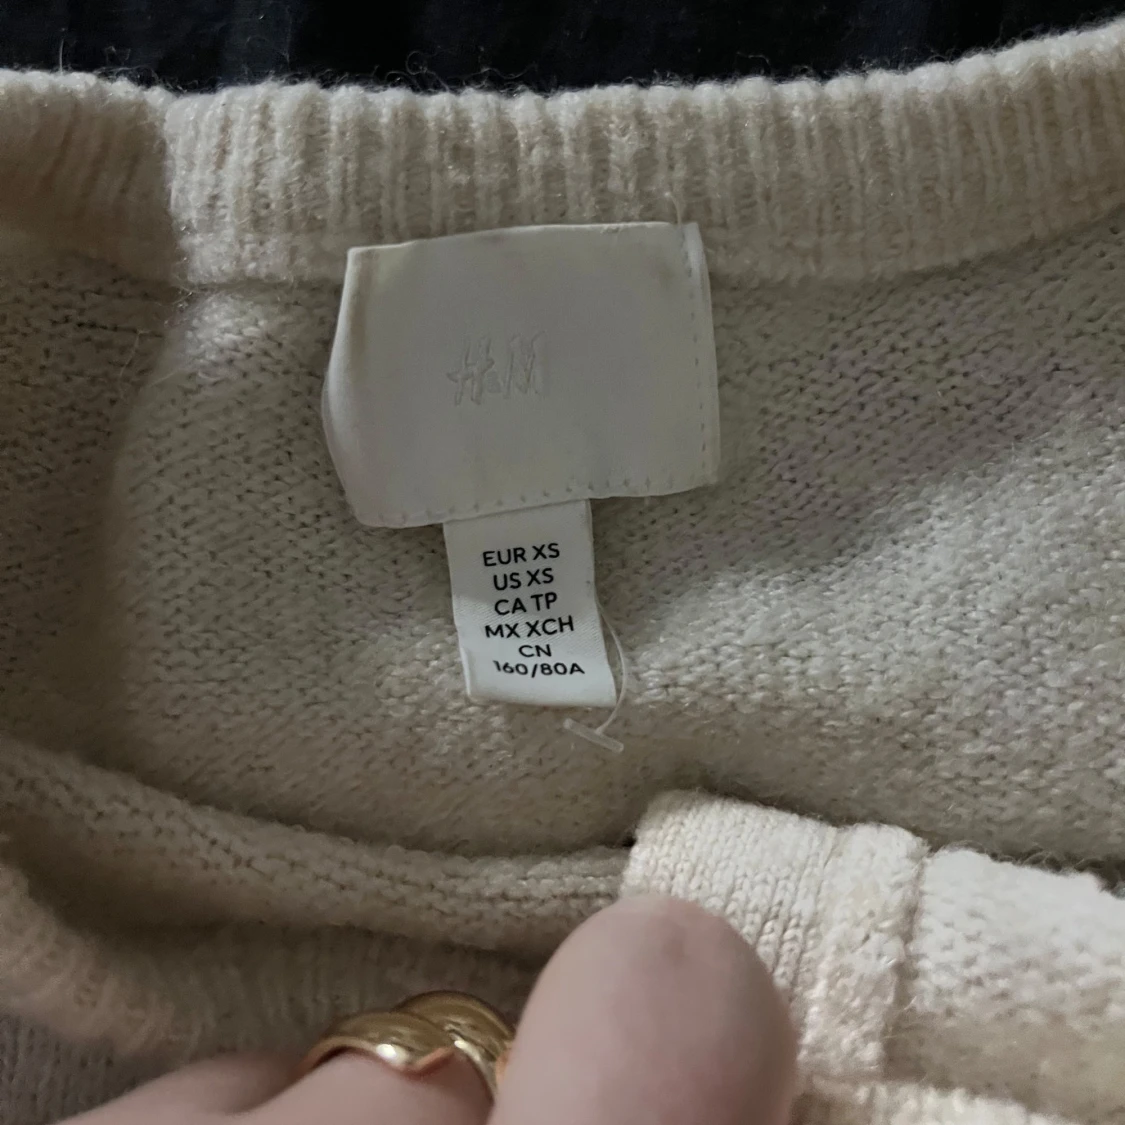 H&M
EUR XS
US XS
CA TP
MX XCH
CN
160/80A